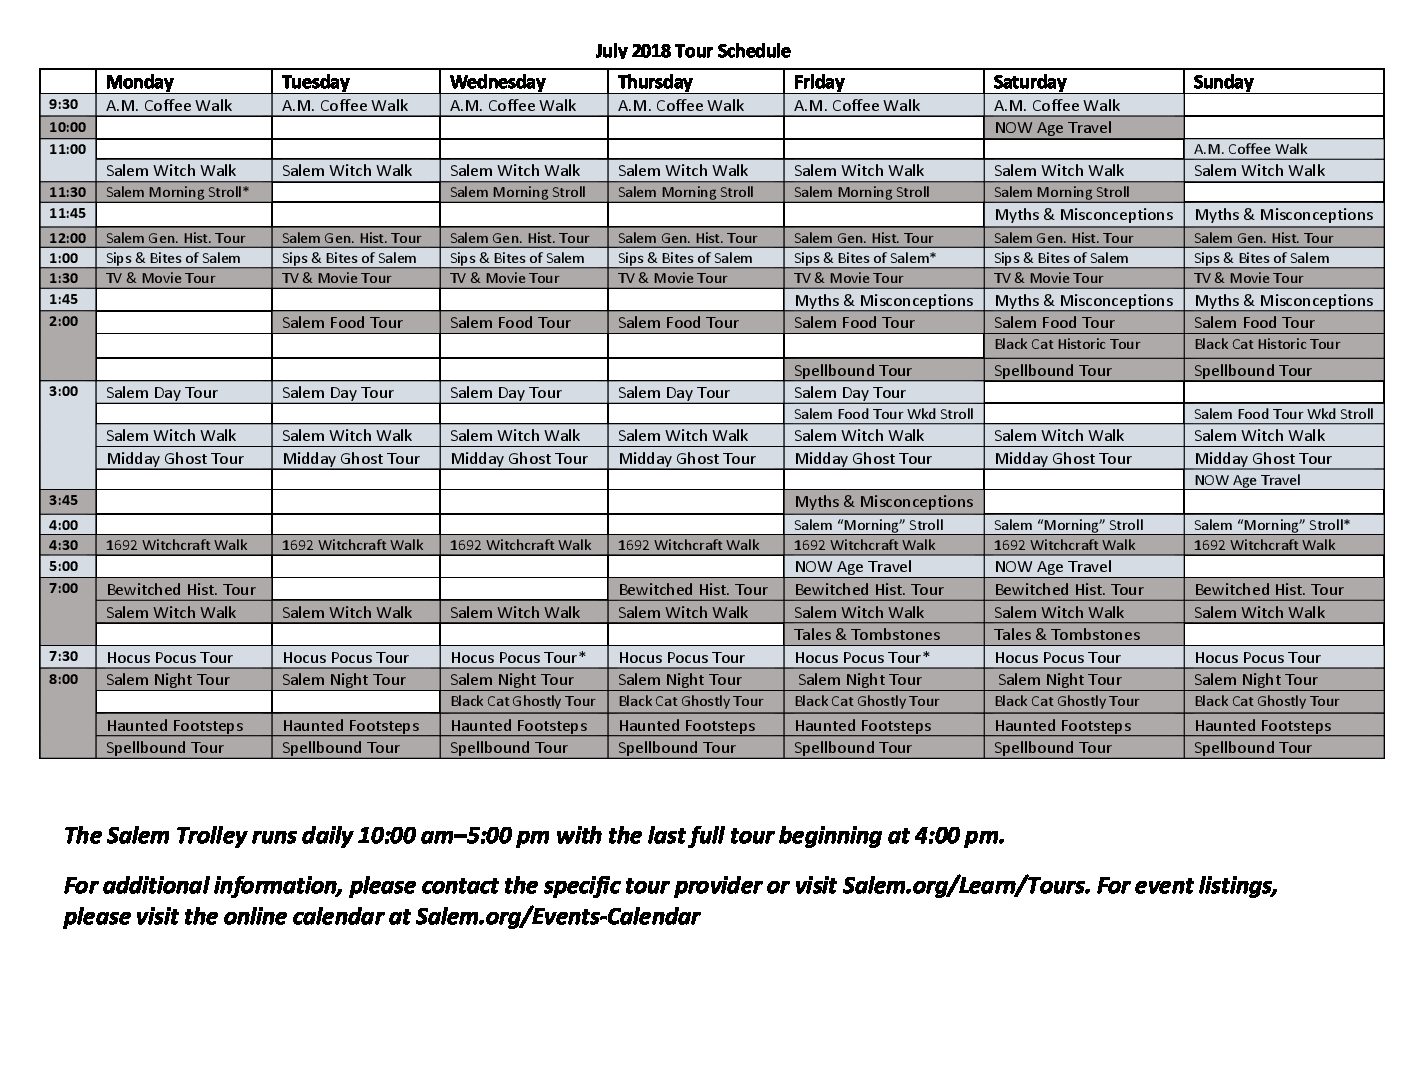 July 2018 Tour Schedule
Monday Tuesday Wednesday Thursday Friday Saturday Sunday
9:30 A.M. Coffee Walk A.M. Coffee Walk A.M. Coffee Walk A.M. Coffee Walk A.M. Coffee Walk A.M. Coffee Walk
10:00 NOW Age Travel
11:00 A.M. Coffee Walk
Salem Witch Walk Salem Witch Walk Salem Witch Walk Salem Witch Walk Salem Witch Walk Salem Witch Walk Salem Witch Walk
11:30 Salem Morning Stroll* Salem Morning Stroll Salem Morning Stroll Salem Morning Stroll Salem Morning Stroll
11:45 Myths & Misconceptions Myths & Misconceptions
12:00 Salem Gen. Hist. Tour Salem Gen. Hist. Tour Salem Gen. Hist. Tour Salem Gen. Hist. Tour Salem Gen. Hist. Tour Salem Gen. Hist. Tour Salem Gen. Hist. Tour
1:00 Sips & Bites of Salem Sips & Bites of Salem Sips & Bites of Salem Sips & Bites of Salem Sips & Bites of Salem* Sips & Bites of Salem Sips & Bites of Salem
1:30 TV & Movie Tour TV & Movie Tour TV & Movie Tour TV & Movie Tour TV & Movie Tour TV & Movie Tour TV & Movie Tour
1:45 Myths & Misconceptions Myths & Misconceptions Myths & Misconceptions
2:00 Salem Food Tour Salem Food Tour Salem Food Tour Salem Food Tour Salem Food Tour Salem Food Tour
Black Cat Historic Tour Black Cat Historic Tour
Spellbound Tour Spellbound Tour Spellbound Tour
3:00 Salem Day Tour Salem Day Tour Salem Day Tour Salem Day Tour Salem Day Tour
Salem Food Tour Wkd Stroll Salem Food Tour Wkd Stroll
Salem Witch Walk Salem Witch Walk Salem Witch Walk Salem Witch Walk Salem Witch Walk Salem Witch Walk Salem Witch Walk
Midday Ghost Tour Midday Ghost Tour Midday Ghost Tour Midday Ghost Tour Midday Ghost Tour Midday Ghost Tour Midday Ghost Tour
NOW Age Travel
3:45 Myths & Misconceptions
4:00 Salem “Morning” Stroll Salem “Morning” Stroll Salem “Morning” Stroll*
4:30 1692 Witchcraft Walk 1692 Witchcraft Walk 1692 Witchcraft Walk 1692 Witchcraft Walk 1692 Witchcraft Walk 1692 Witchcraft Walk 1692 Witchcraft Walk
5:00 NOW Age Travel NOW Age Travel
7:00 Bewitched Hist. Tour Bewitched Hist. Tour Bewitched Hist. Tour Bewitched Hist. Tour Bewitched Hist. Tour
Salem Witch Walk Salem Witch Walk Salem Witch Walk Salem Witch Walk Salem Witch Walk Salem Witch Walk Salem Witch Walk
Tales & Tombstones Tales & Tombstones
7:30 Hocus Pocus Tour Hocus Pocus Tour Hocus Pocus Tour* Hocus Pocus Tour Hocus Pocus Tour* Hocus Pocus Tour Hocus Pocus Tour
8:00 Salem Night Tour Salem Night Tour Salem Night Tour Salem Night Tour Salem Night Tour Salem Night Tour Salem Night Tour
Black Cat Ghostly Tour Black Cat Ghostly Tour Black Cat Ghostly Tour Black Cat Ghostly Tour Black Cat Ghostly Tour
Haunted Footsteps Haunted Footsteps Haunted Footsteps Haunted Footsteps Haunted Footsteps Haunted Footsteps Haunted Footsteps
Spellbound Tour Spellbound Tour Spellbound Tour Spellbound Tour Spellbound Tour Spellbound Tour Spellbound Tour
The Salem Trolley runs daily 10:00 am–5:00 pm with the last full tour beginning at 4:00 pm.
For additional information, please contact the specific tour provider or visit Salem.org/Learn/Tours. For event listings,
please visit the online calendar at Salem.org/Events-Calendar